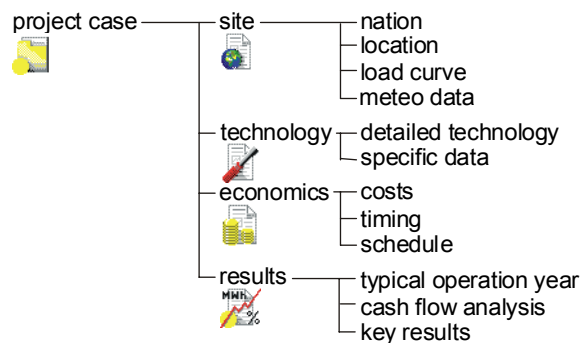 project case
site
nation
location
load curve
meteo data
technology
detailed technology
specific data
economics
costs
timing
schedule
results
MWh
%
typical operation year
cash flow analysis
key results